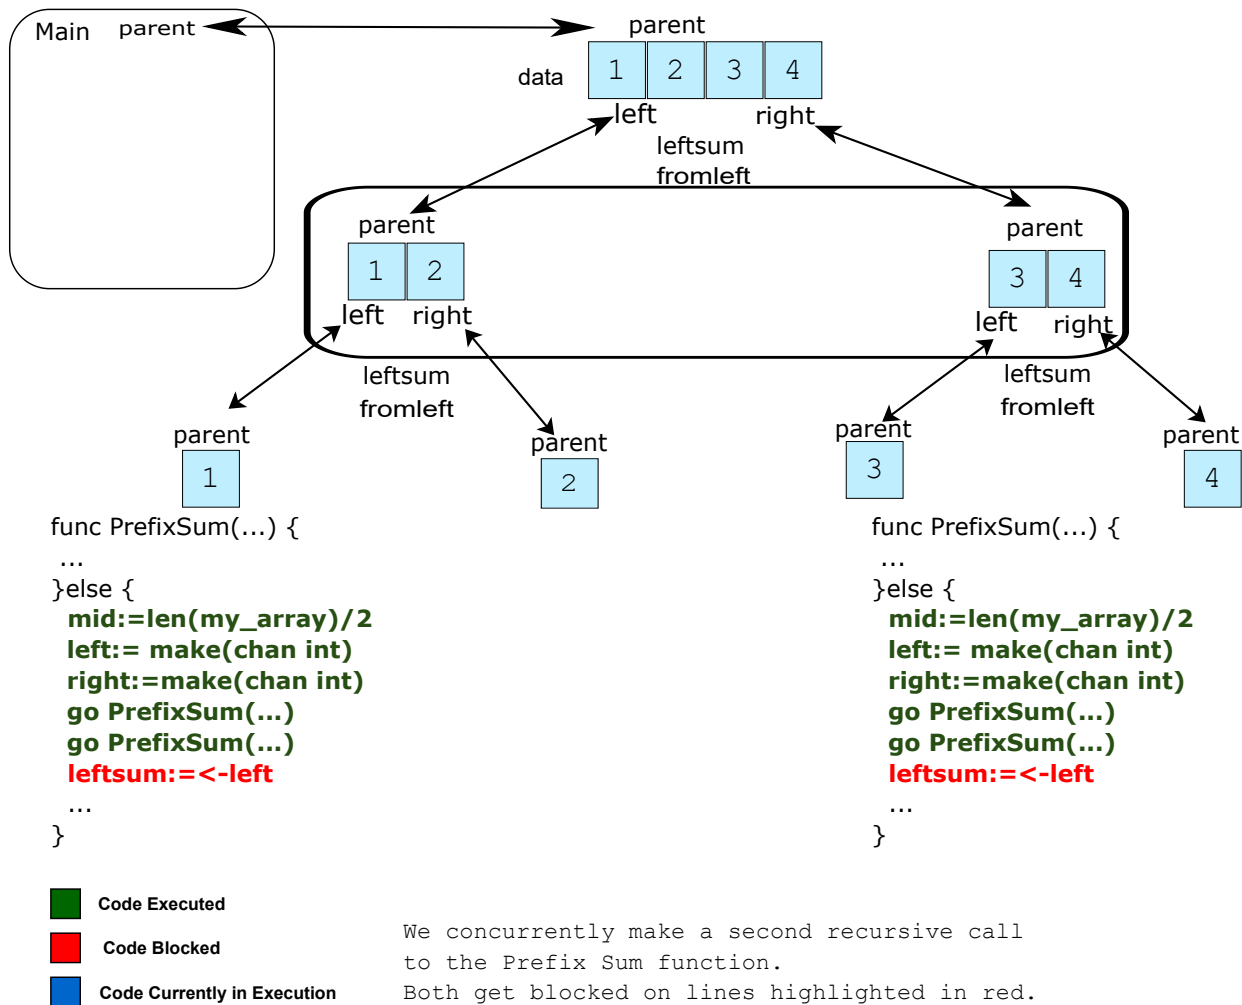 Main parent
parent
data 1 2 3 4
left right
leftsum
fromleft
parent
1 2
left right
parent
3 4
left right
leftsum
fromleft
leftsum
fromleft
parent
1
parent
2
parent
3
parent
4
func PrefixSum(...) {
...
}else {
mid:=len(my_array)/2
left:= make(chan int)
right:=make(chan int)
go PrefixSum(...)
go PrefixSum(...)
leftsum:=<-left
...
}
func PrefixSum(...) {
...
}else {
mid:=len(my_array)/2
left:= make(chan int)
right:=make(chan int)
go PrefixSum(...)
go PrefixSum(...)
leftsum:=<-left
...
}
Code Executed
Code Blocked
Code Currently in Execution
We concurrently make a second recursive call
to the Prefix Sum function.
Both get blocked on lines highlighted in red.